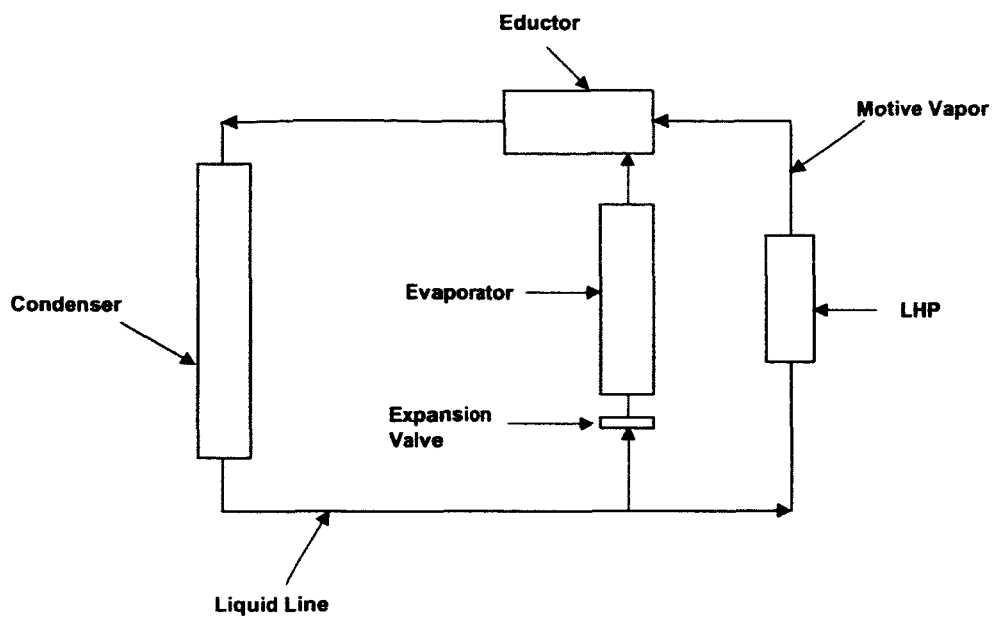 Eductor
Motive Vapor
Evaporator
Condenser
LHP
Expansion
Valve
Liquid Line